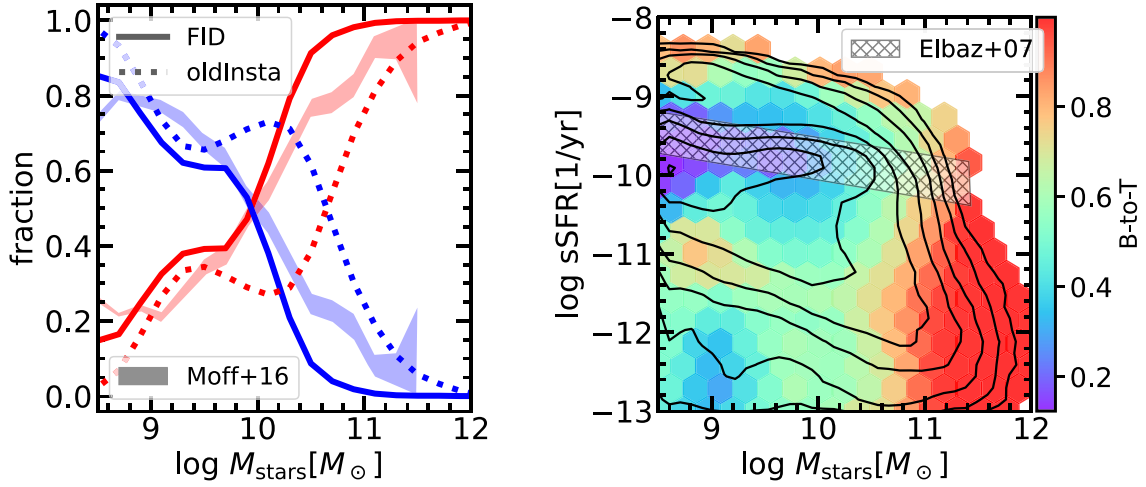 FID
oldInsta
Moff+16
fraction
1.0
0.8
0.6
0.4
0.2
0.0
9
10
11
12
log M_stars[M_⊙]
Elbaz+07
log sSFR[1/yr]
−8
−9
−10
−11
−12
−13
9
10
11
12
log M_stars[M_⊙]
0.8
0.6
0.4
0.2
B-to-T